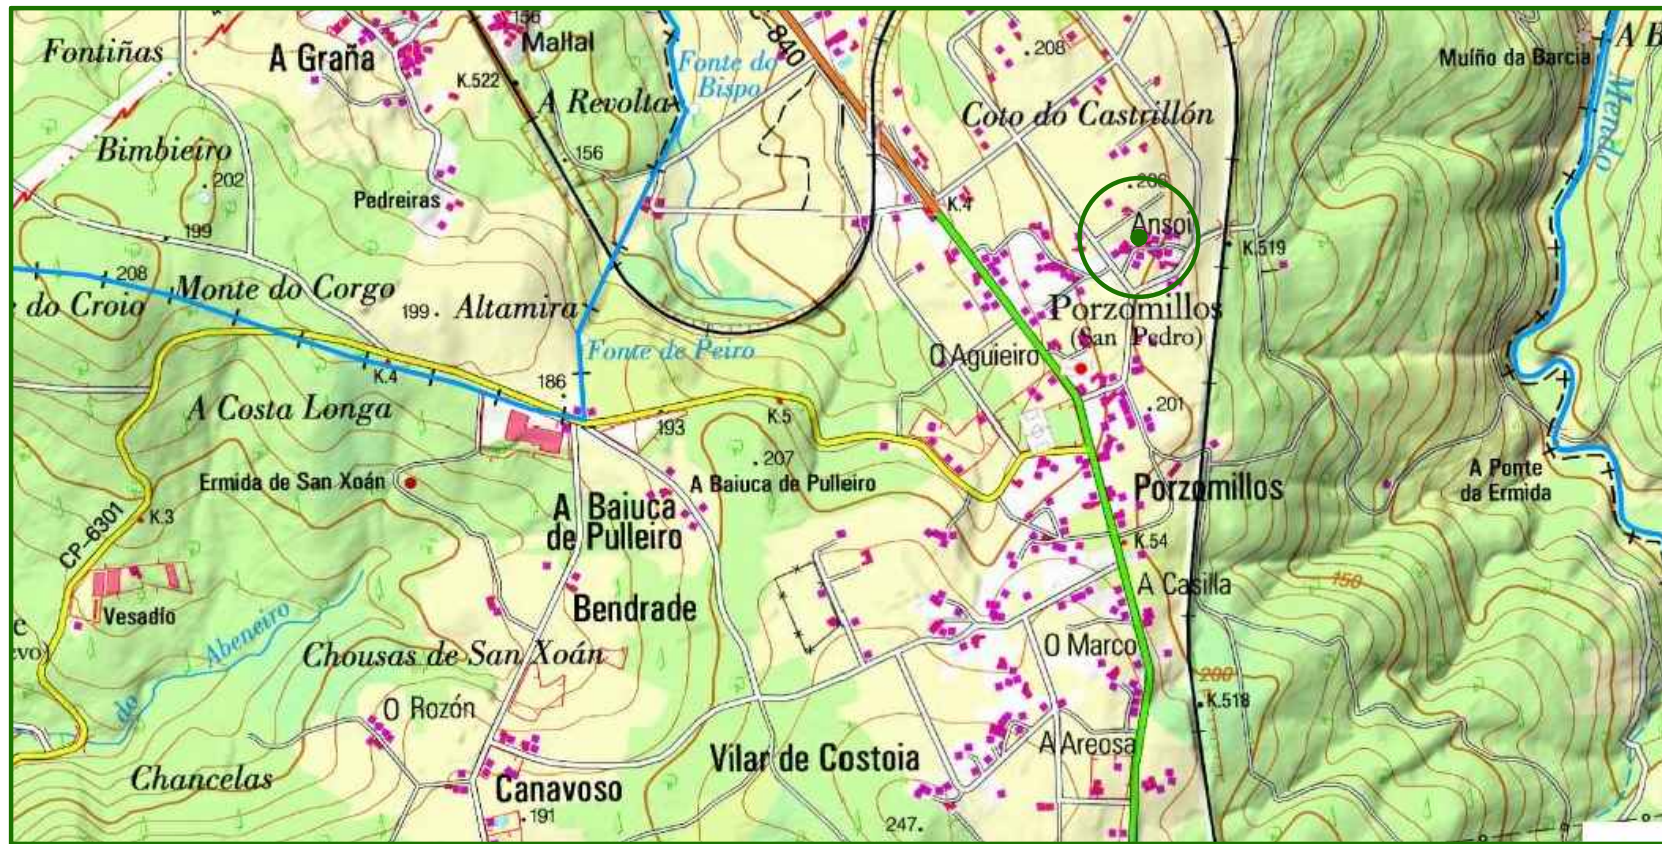 Fontiñas
A Graña
156
Mallal
K.522
A Revolta
Fonte do
Bispo
C-840
208
Coto do Castrillón
Muíño da Barcia
A B
Mendo
Bimbieiro
202
Pedreiras
156
199
K.4
206
Ansoi
K.519
208
Monte do Corgo
e do Croio
199
Altamira
Porzomillos
(San Pedro)
Fonte de Peiro
O Aguieiro
K.4
186
A Costa Longa
K.5
193
201
207
Ermida de San Xoán
A Baiuca de Pulleiro
A Ponte
da Ermida
Porzomillos
A Baiuca
de Pulleiro
K.3
CP-6301
K.54
150
A Casilla
Vesadío
Bendrade
Abeneiro
do
e
evo)
Chousas de San Xoán
O Marco
200
K.518
O Rozón
A Areosa
Vilar de Costoia
Chancelas
Canavoso
191
247